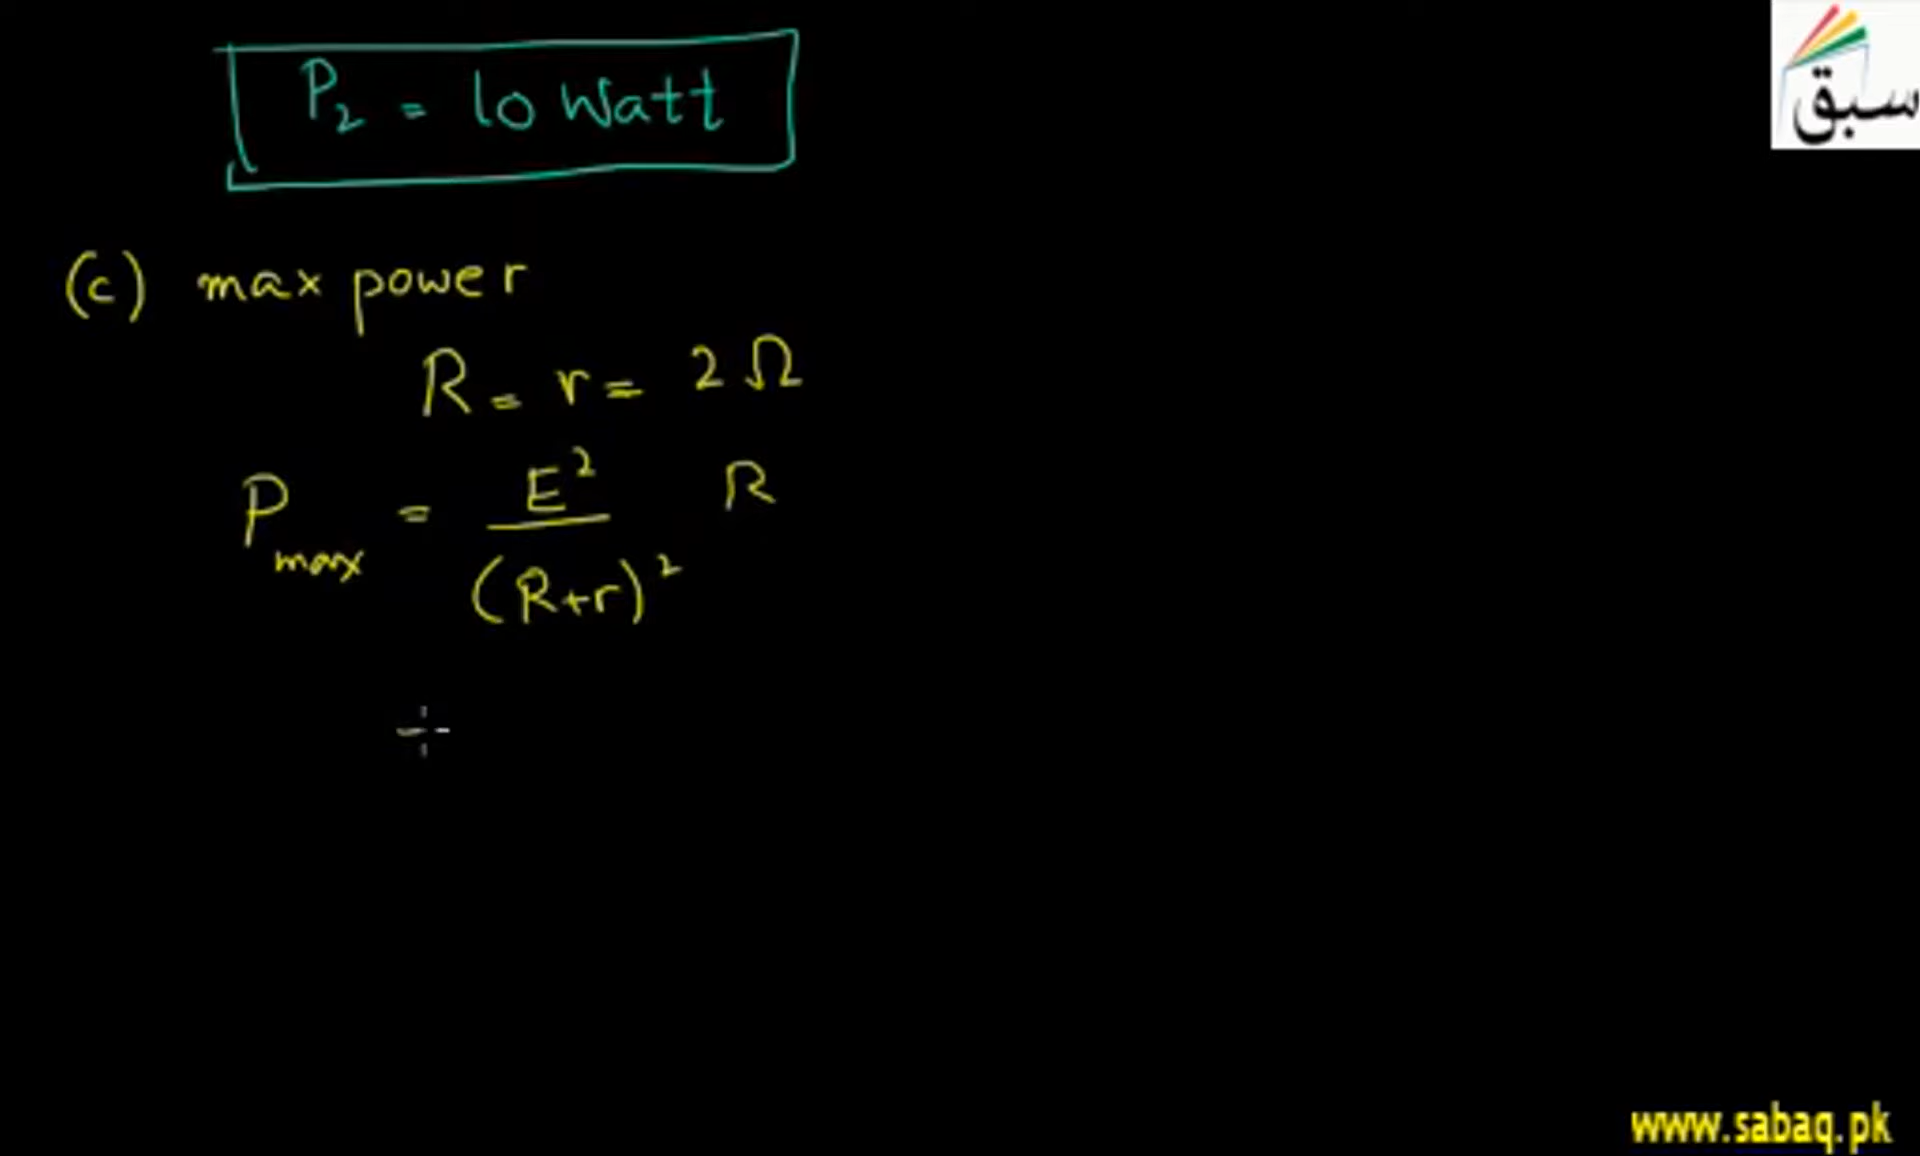 P₂ = 10 Watt
سبق
(c) max power
R = r = 2 Ω
P_max = E² / (R+r)² R
www.sabaq.pk